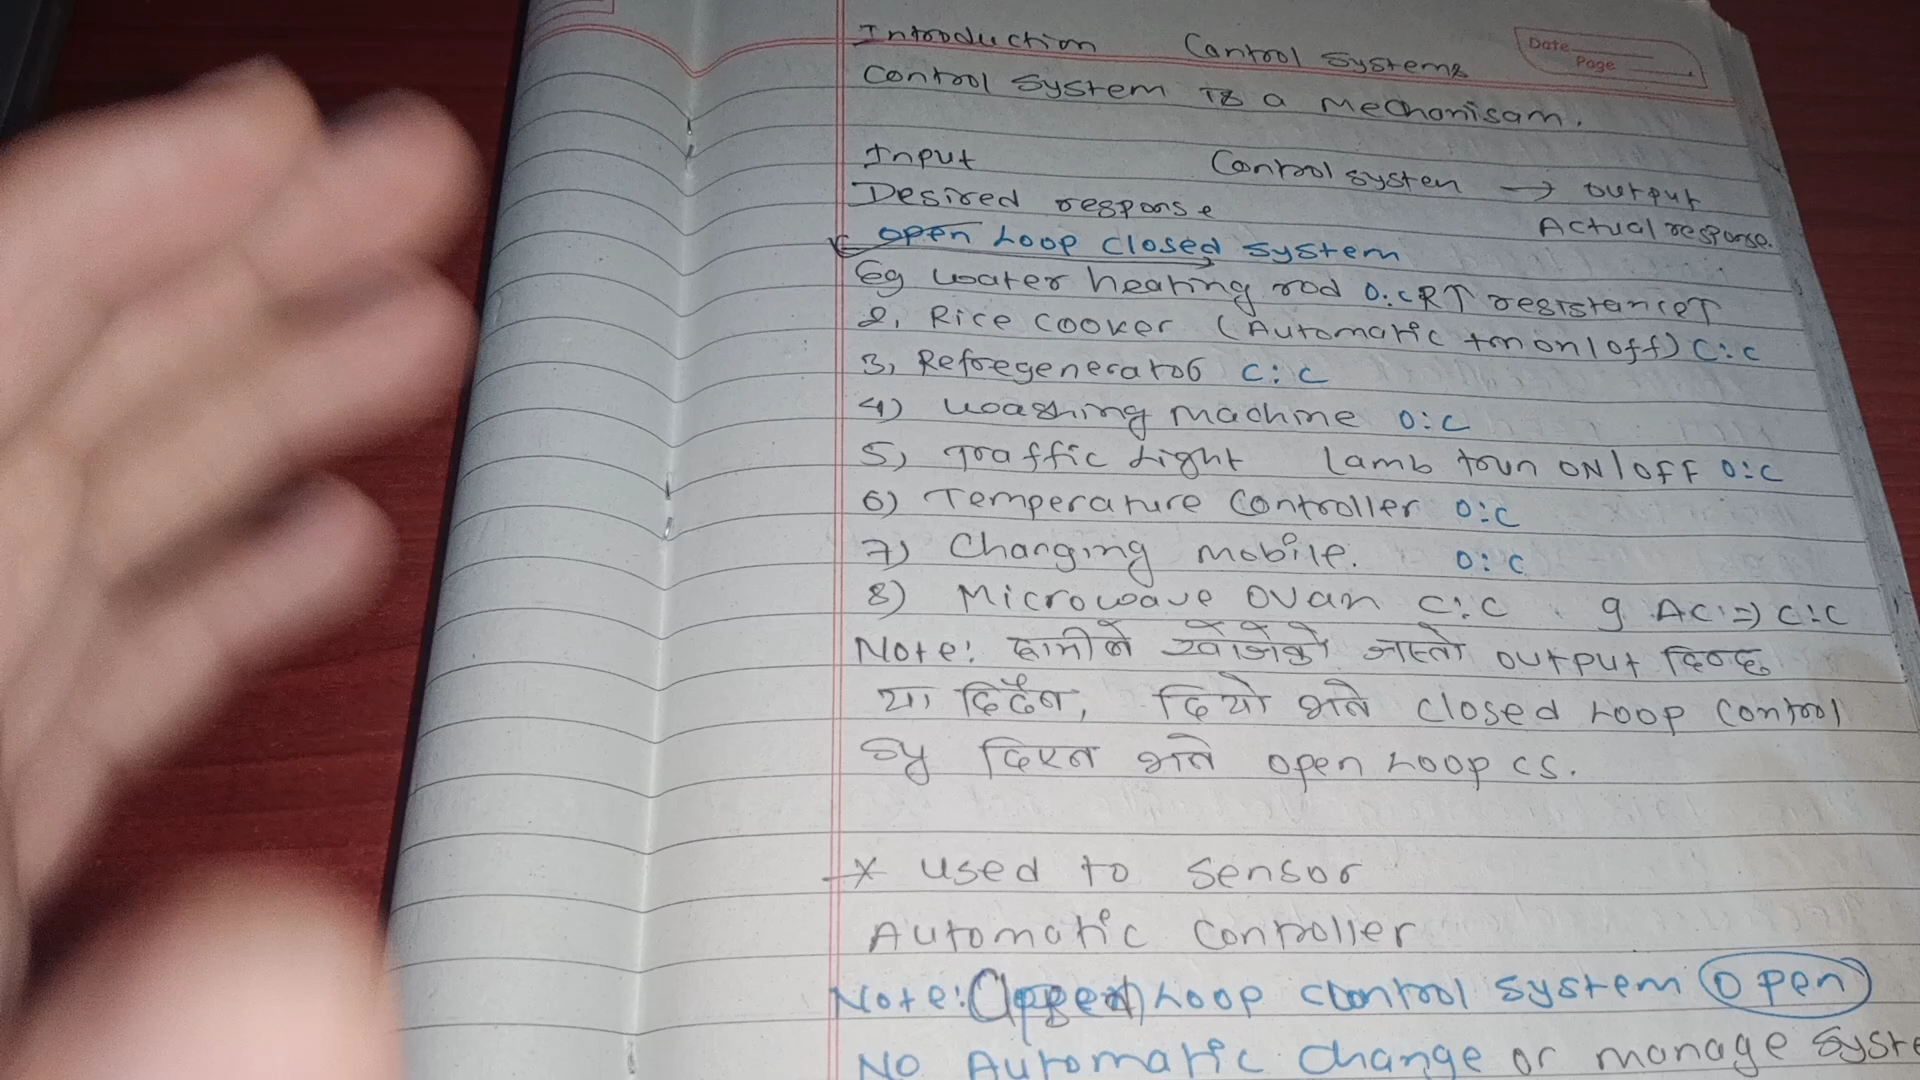 Introduction Control Systems
Date
Page
Control System is a mechanisam.
Input Control system → output
Desired response Actual response.
open Loop closed system
Eg water heating rod O:C R↑ resistance↑
2, Rice cooker (Automatic turn on/off) C:C
3, Refregenerator C:C
4) washing machine O:C
5) Traffic Light Lamb turn ON/OFF O:C
6) Temperature Controller O:C
7) Charging mobile. O:C
8) Microwave Ovan C:C 9 AC => C:C
Note: हामीले खोजेको जस्तो output दिन्छ
या दिदैन, दियो भने closed Loop Control
Sy दिएन भने open Loop CS.
* used to Sensor
Automatic Controller
Note: Loop control system open
No Automatic change or manage Syste